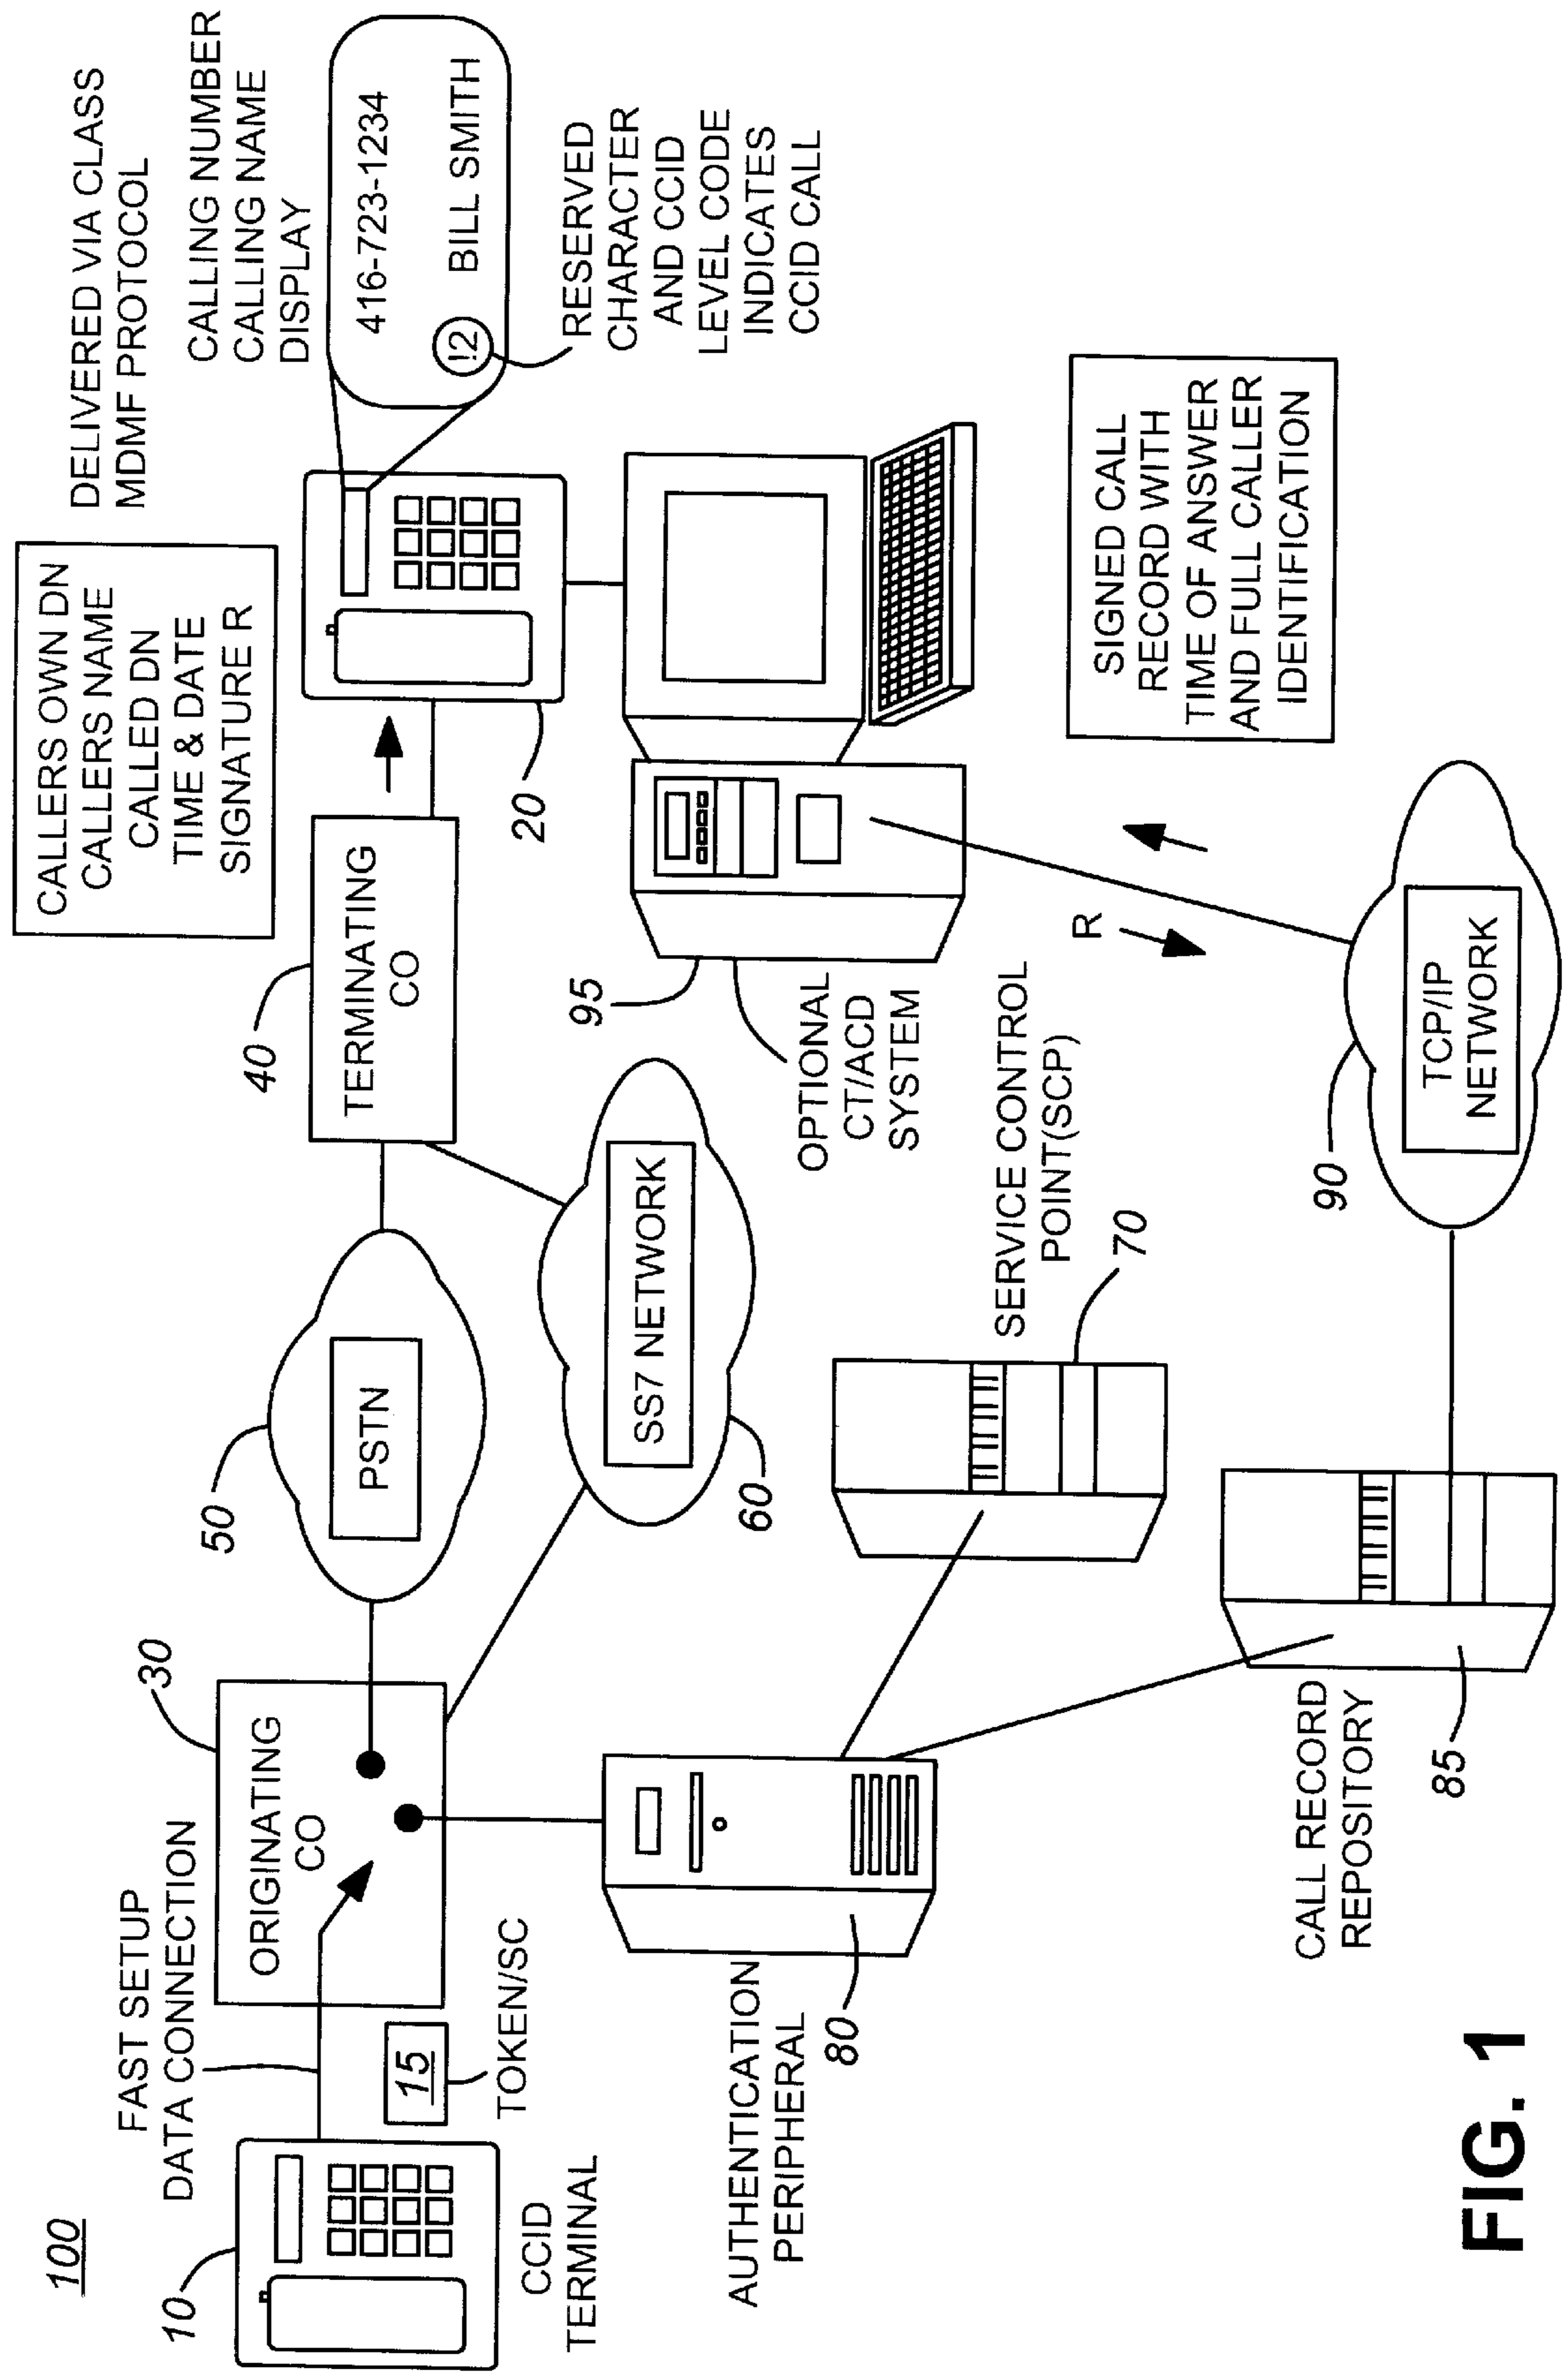 100
10
CCID
TERMINAL
FAST SETUP
DATA CONNECTION
15
TOKEN/SC
30
ORIGINATING
CO
50
PSTN
SS7 NETWORK
60
40
TERMINATING
CO
CALLERS OWN DN
CALLERS NAME
CALLED DN
TIME & DATE
SIGNATURE R
20
DELIVERED VIA CLASS
MDMF PROTOCOL
CALLING NUMBER
CALLING NAME
DISPLAY
416-723-1234
!2
BILL SMITH
RESERVED
CHARACTER
AND CCID
LEVEL CODE
INDICATES
CCID CALL
AUTHENTICATION
PERIPHERAL
80
SERVICE CONTROL
POINT(SCP)
70
95
OPTIONAL
CT/ACD
SYSTEM
CALL RECORD
REPOSITORY
85
90
TCP/IP
NETWORK
R
SIGNED CALL
RECORD WITH
TIME OF ANSWER
AND FULL CALLER
IDENTIFICATION
FIG. 1